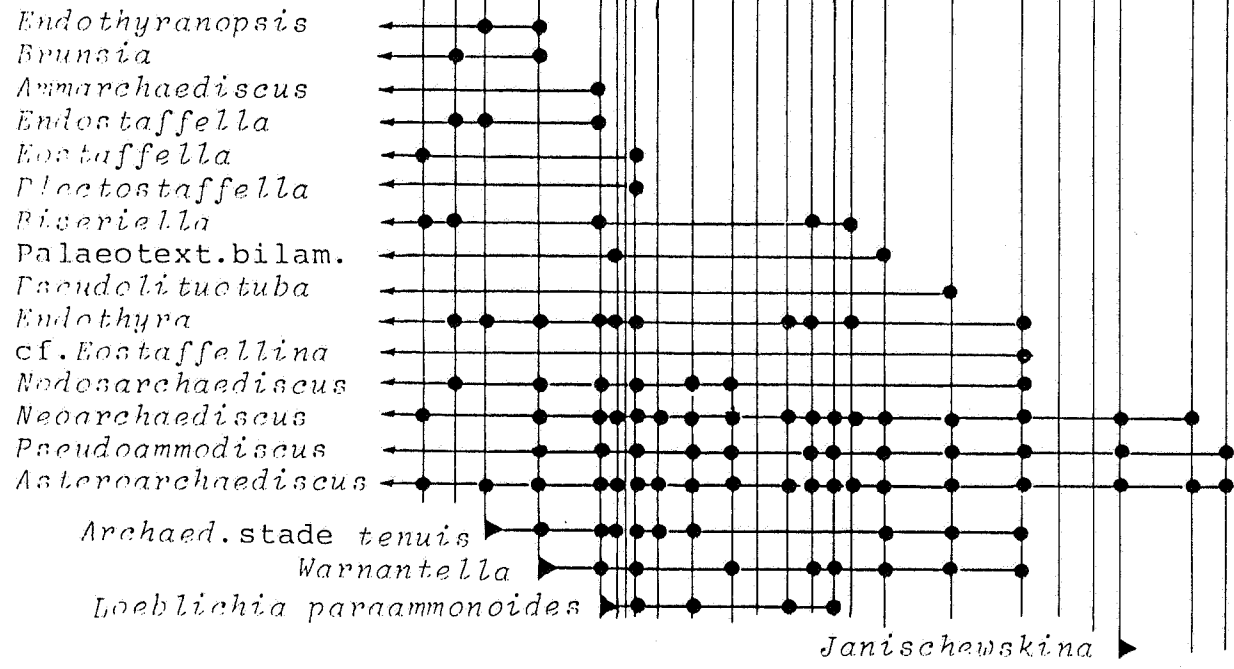 Endothyranopsis
Brunsia
Ammarchaediscus
Endostaffella
Eostaffella
Plectostaffella
Biseriella
Palaeotext.bilam.
Pseudolituotuba
Endothyra
cf.Eostaffellina
Nodosarchaediscus
Neoarchaediscus
Pseudoammodiscus
Asteroarchaediscus
Archaed.stade tenuis
Warnantella
Loeblichia paraammonoides
Janischewskina